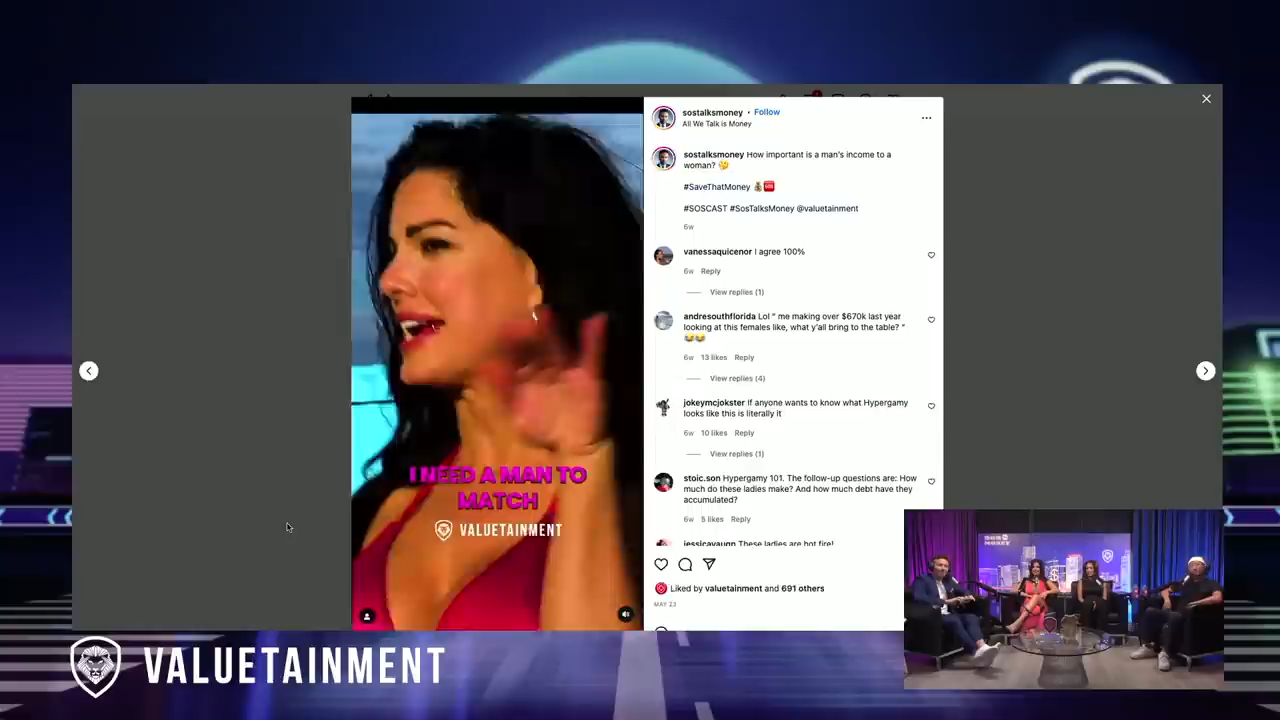 sostalksmoney • Follow
All We Talk is Money
sostalksmoney How important is a man's income to a
woman? 🤔
#SaveThatMoney 💰🆘
#SOSCAST #SosTalksMoney @valuetainment
6w
vanessaquicenor I agree 100%
6w Reply
View replies (1)
andresouthflorida Lol " me making over $670k last year
looking at this females like, what y'all bring to the table? "
😂😂
6w 13 likes Reply
View replies (4)
jokeymcjokster If anyone wants to know what Hypergamy
looks like this is literally it
6w 10 likes Reply
View replies (1)
stoic.son Hypergamy 101. The follow-up questions are: How
much do these ladies make? And how much debt have they
accumulated?
6w 5 likes Reply
jessicavaugn These ladies are hot fire!
Liked by valuetainment and 691 others
MAY 23
I NEED A MAN TO
MATCH
VALUETAINMENT
VALUETAINMENT